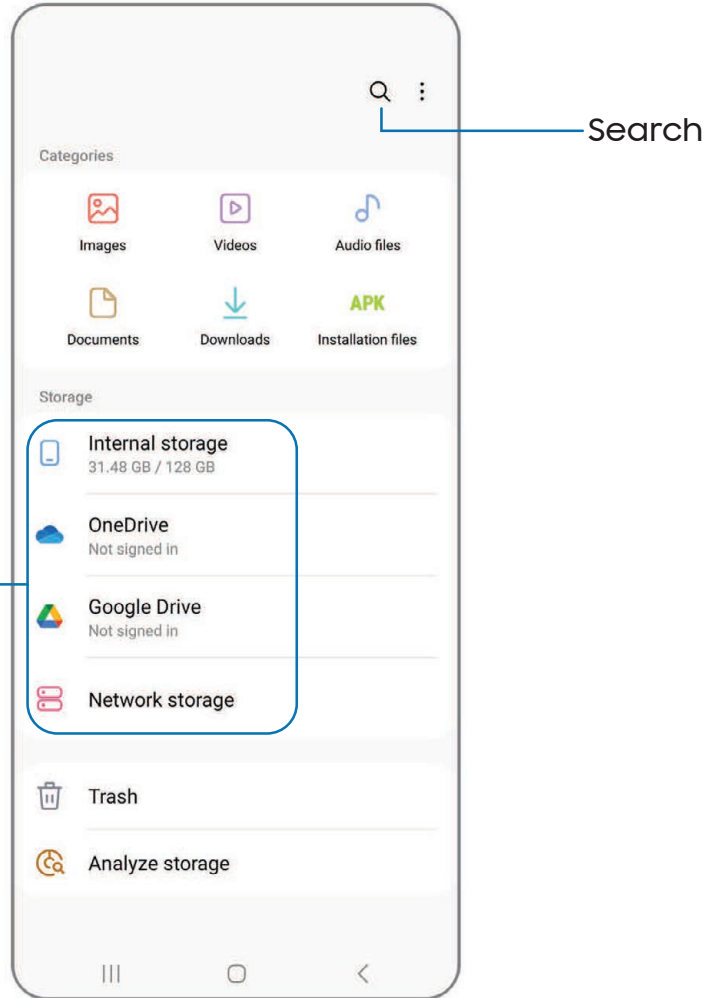 Search
Categories
Images Videos Audio files
APK
Documents Downloads Installation files
Storage
Internal storage
31.48 GB / 128 GB
OneDrive
Not signed in
Google Drive
Not signed in
Network storage
Trash
Analyze storage